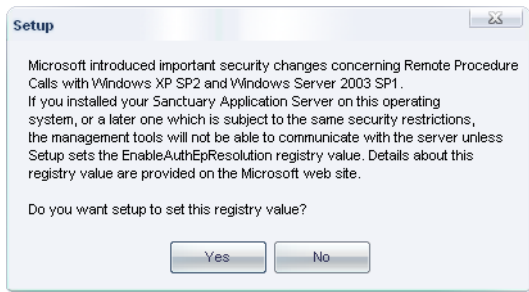 Setup
Microsoft introduced important security changes concerning Remote Procedure
Calls with Windows XP SP2 and Windows Server 2003 SP1.
If you installed your Sanctuary Application Server on this operating
system, or a later one which is subject to the same security restrictions,
the management tools will not be able to communicate with the server unless
Setup sets the EnableAuthEpResolution registry value. Details about this
registry value are provided on the Microsoft web site.
Do you want setup to set this registry value?
Yes No